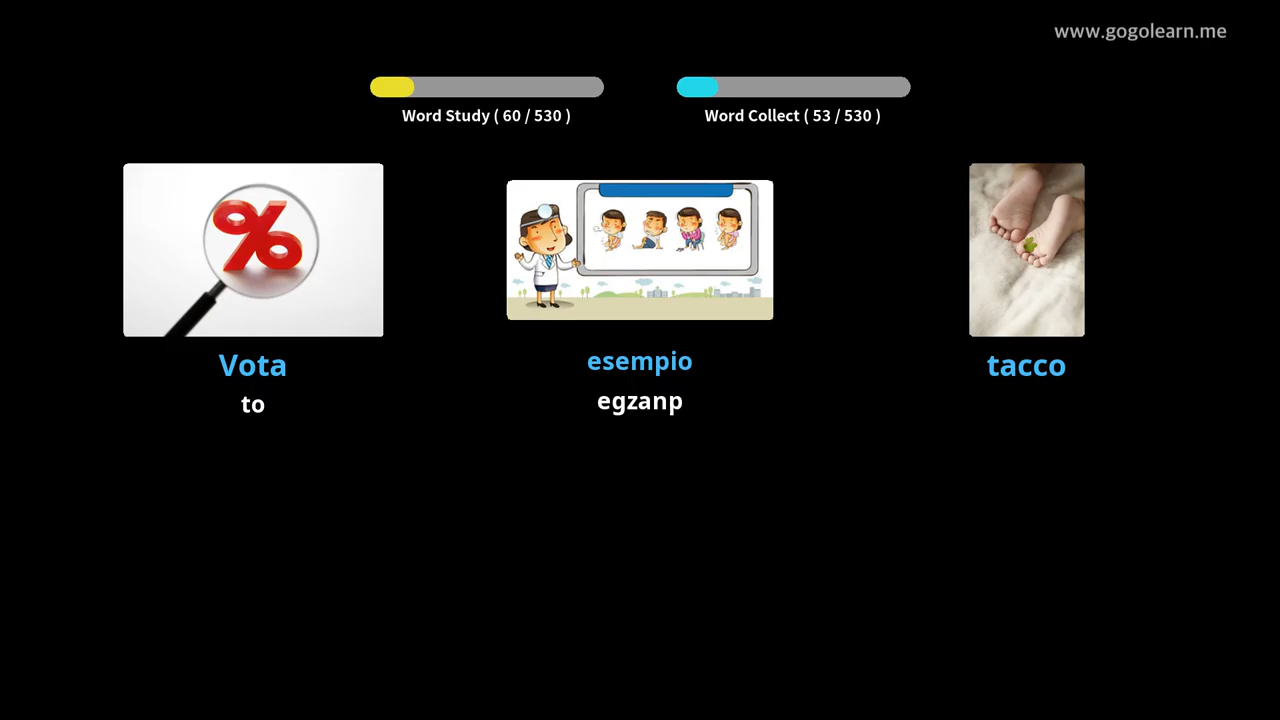 www.gogolearn.me
Word Study ( 60 / 530 )
Word Collect ( 53 / 530 )
Vota
to
esempio
egzanp
tacco